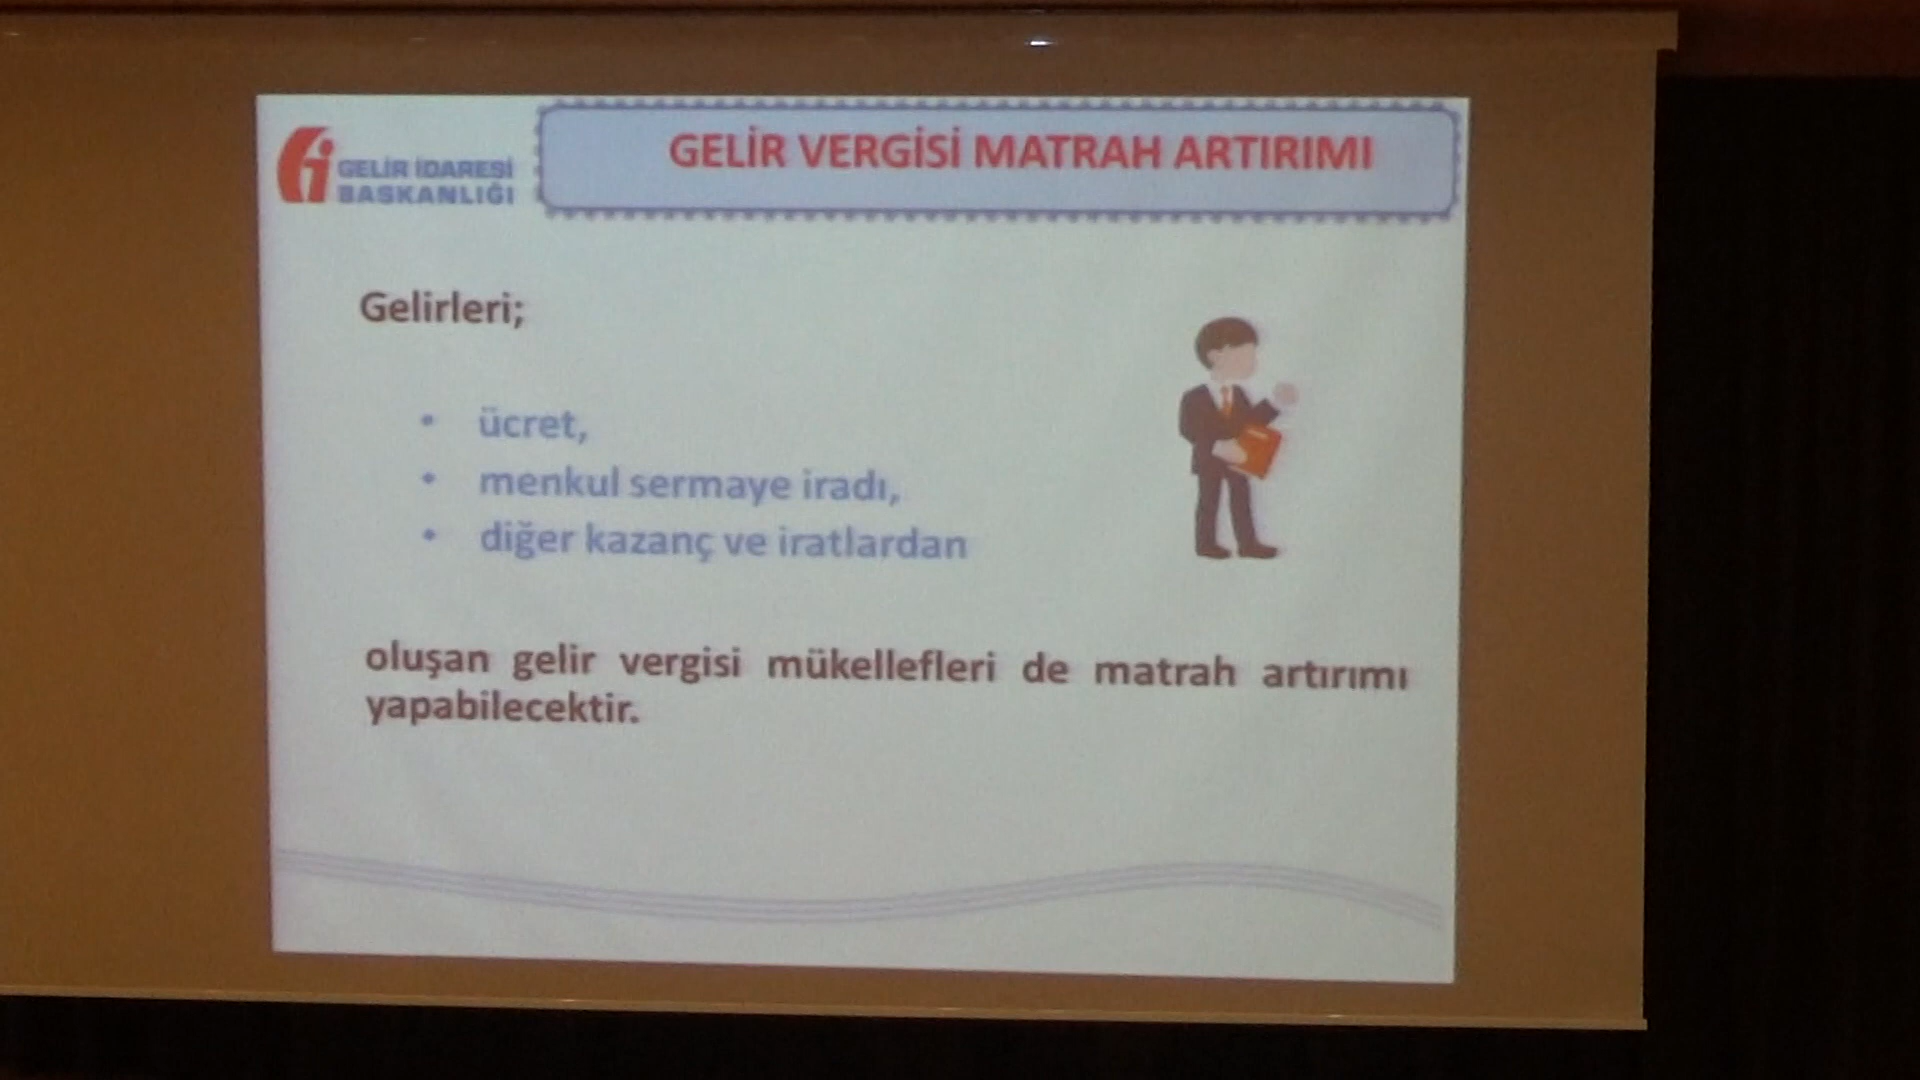 GELİR İDARESİ
BAŞKANLIĞI
GELİR VERGİSİ MATRAH ARTIRIMI
Gelirleri;
• ücret,
• menkul sermaye iradı,
• diğer kazanç ve iratlardan
oluşan gelir vergisi mükellefleri de matrah artırımı
yapabilecektir.